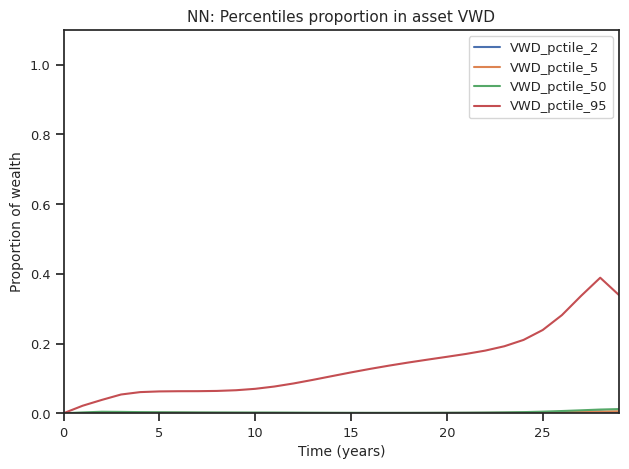 NN: Percentiles proportion in asset VWD
VWD_pctile_2
VWD_pctile_5
VWD_pctile_50
VWD_pctile_95
Proportion of wealth
1.0
0.8
0.6
0.4
0.2
0.0
0 5 10 15 20 25
Time (years)